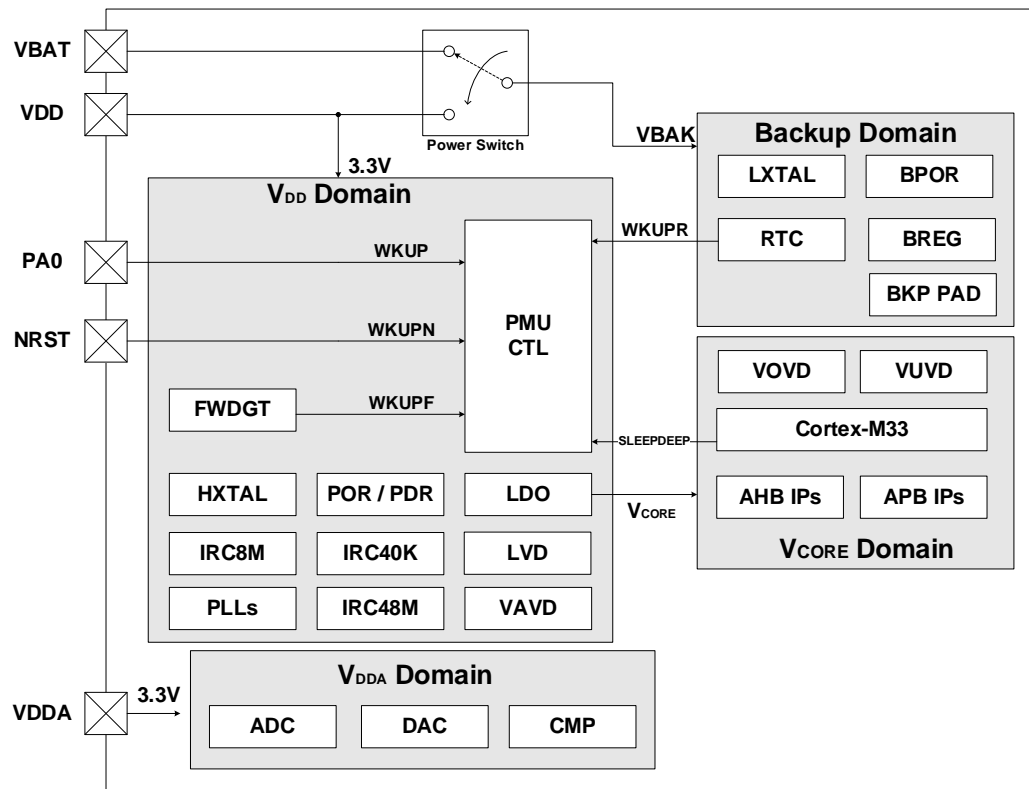 VBAT
VDD
Power Switch
VBAK
3.3V
Backup Domain
LXTAL
BPOR
RTC
BREG
BKP PAD
VDD Domain
PA0
WKUP
WKUPR
NRST
WKUPN
PMU
CTL
FWDGT
WKUPF
SLEEPDEEP
VOVD
VUVD
Cortex-M33
AHB IPs
APB IPs
VCORE Domain
HXTAL
POR / PDR
LDO
VCORE
IRC8M
IRC40K
LVD
PLLs
IRC48M
VAVD
VDDA
3.3V
VDDA Domain
ADC
DAC
CMP